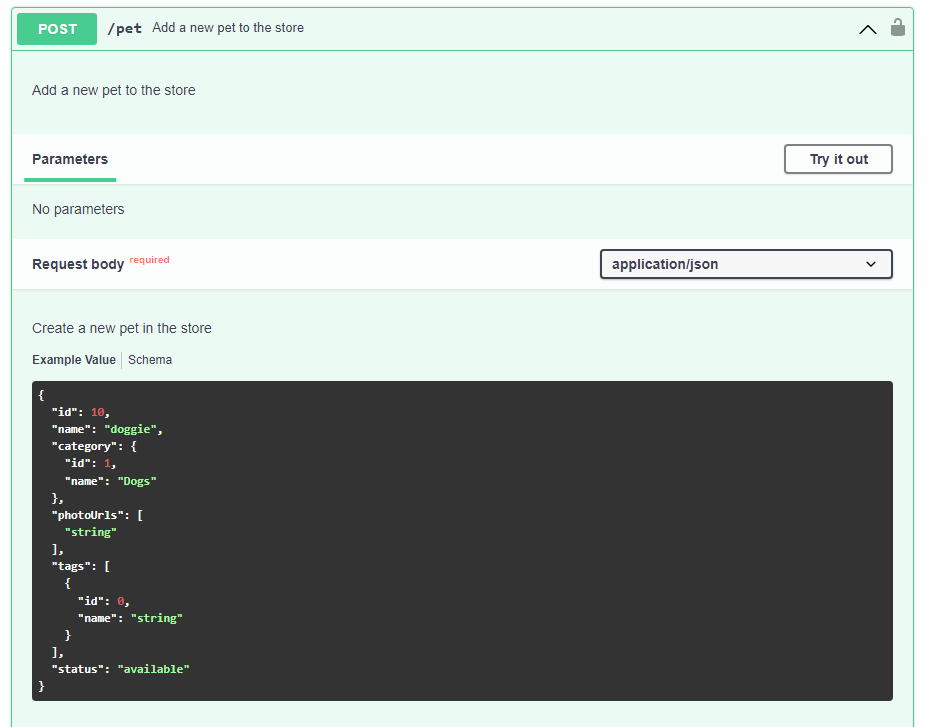 POST /pet Add a new pet to the store
Add a new pet to the store
Parameters Try it out
No parameters
Request body required application/json
Create a new pet in the store
Example Value Schema
{
  "id": 10,
  "name": "doggie",
  "category": {
    "id": 1,
    "name": "Dogs"
  },
  "photoUrls": [
    "string"
  ],
  "tags": [
    {
      "id": 0,
      "name": "string"
    }
  ],
  "status": "available"
}